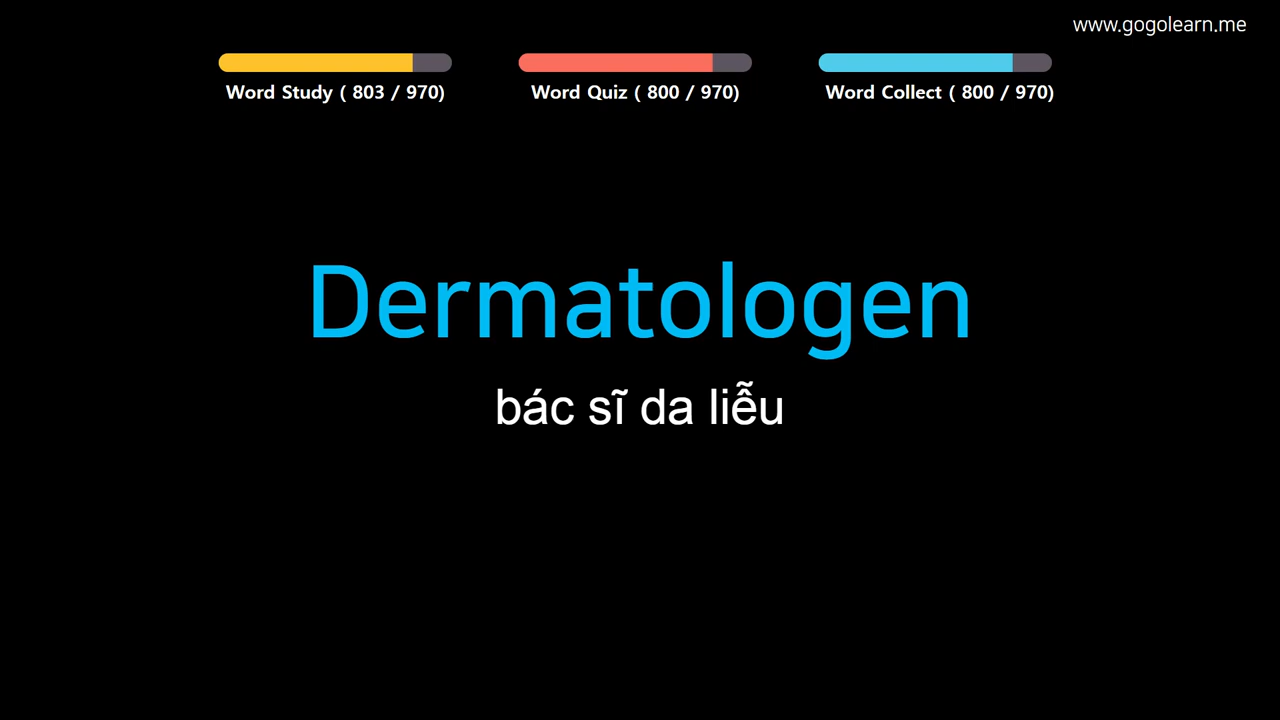 www.gogolearn.me
Word Study ( 803 / 970)
Word Quiz ( 800 / 970)
Word Collect ( 800 / 970)
Dermatologen
bác sĩ da liễu